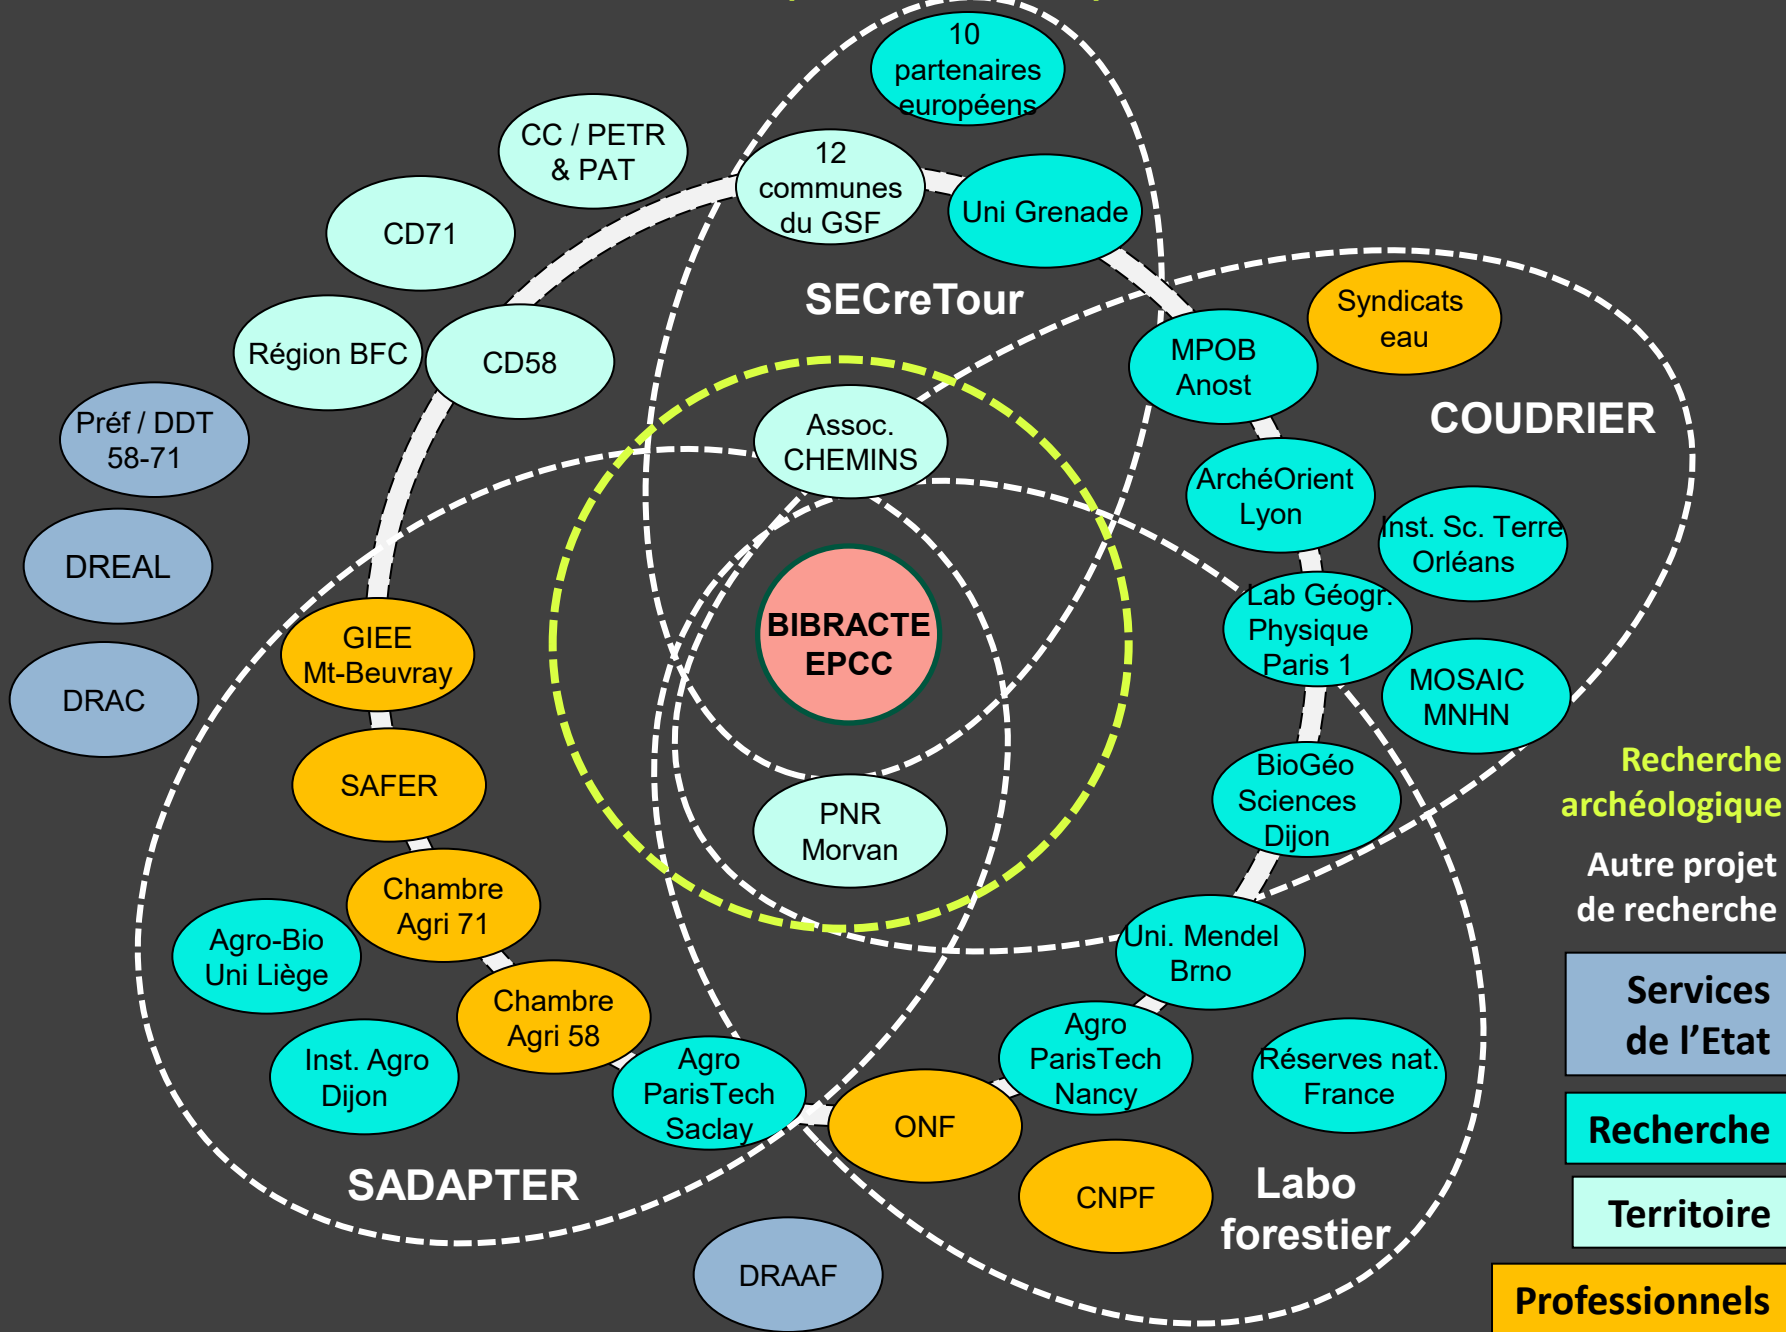 10
partenaires
européens
CC / PETR
& PAT
12
communes
du GSF
Uni Grenade
CD71
SECreTour
Syndicats
eau
Région BFC
CD58
MPOB
Anost
COUDRIER
Préf / DDT
58-71
Assoc.
CHEMINS
ArchéOrient
Lyon
Inst. Sc. Terre
Orléans
DREAL
Lab Géogr.
Physique
Paris 1
BIBRACTE
EPCC
GIEE
Mt-Beuvray
DRAC
MOSAIC
MNHN
SAFER
BioGéo
Sciences
Dijon
PNR
Morvan
Recherche
archéologique
Autre projet
de recherche
Chambre
Agri 71
Agro-Bio
Uni Liège
Uni. Mendel
Brno
Chambre
Agri 58
Services
de l’Etat
Inst. Agro
Dijon
Agro
ParisTech
Saclay
Agro
ParisTech
Nancy
Réserves nat.
France
ONF
Recherche
SADAPTER
CNPF
Labo
forestier
Territoire
DRAAF
Professionnels